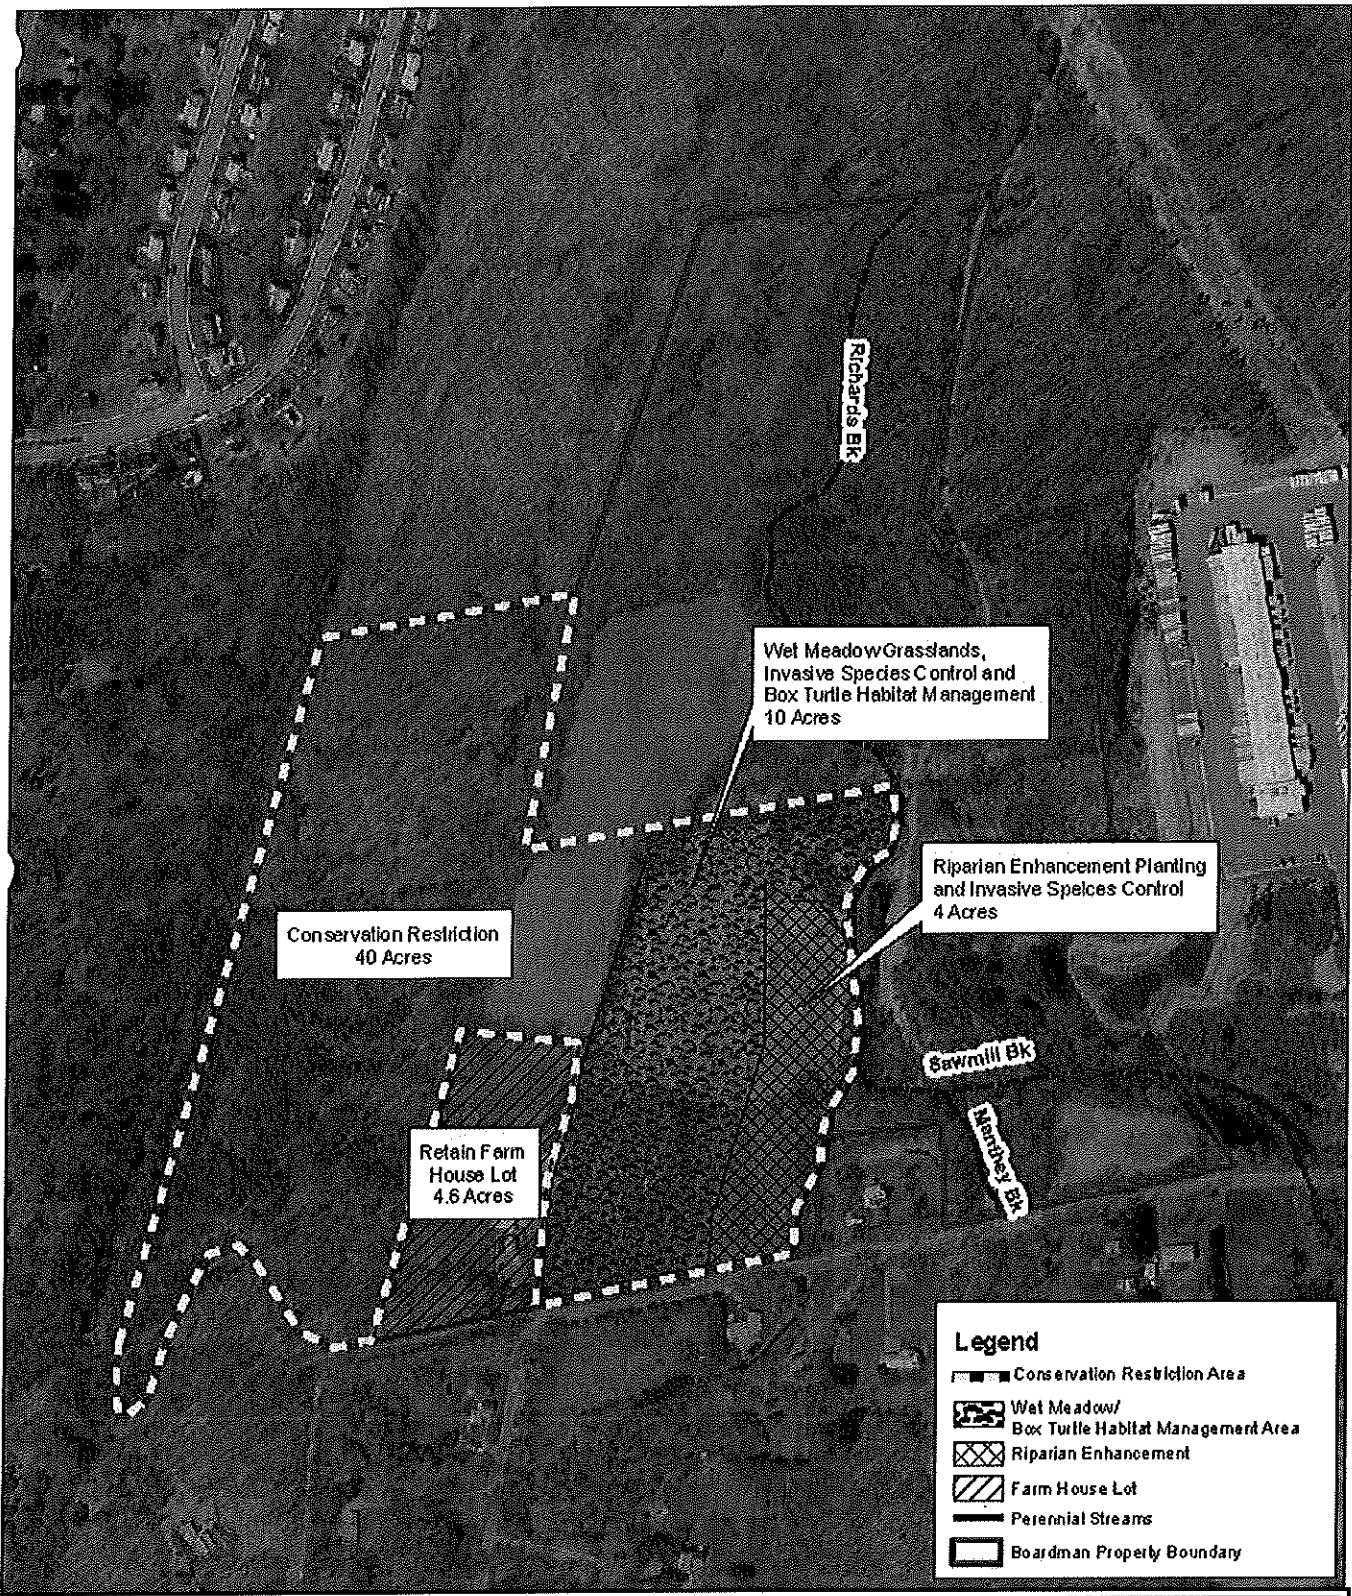 Richards Bk
Wet Meadow Grasslands,
Invasive Species Control and
Box Turtle Habitat Management
10 Acres
Riparian Enhancement Planting
and Invasive Speices Control
4 Acres
Conservation Restriction
40 Acres
Sawmill Bk
Manthey Bk
Retain Farm
House Lot
4.6 Acres
Legend
Conservation Restriction Area
Wet Meadow/
Box Turtle Habitat Management Area
Riparian Enhancement
Farm House Lot
Perennial Streams
Boardman Property Boundary